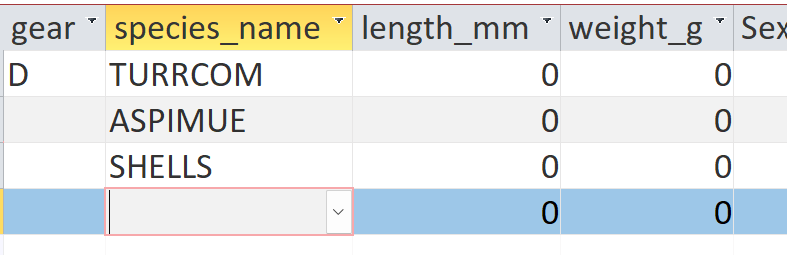 gear species_name length_mm weight_g Sex
D TURRCOM 0 0
ASPIMUE 0 0
SHELLS 0 0
0 0